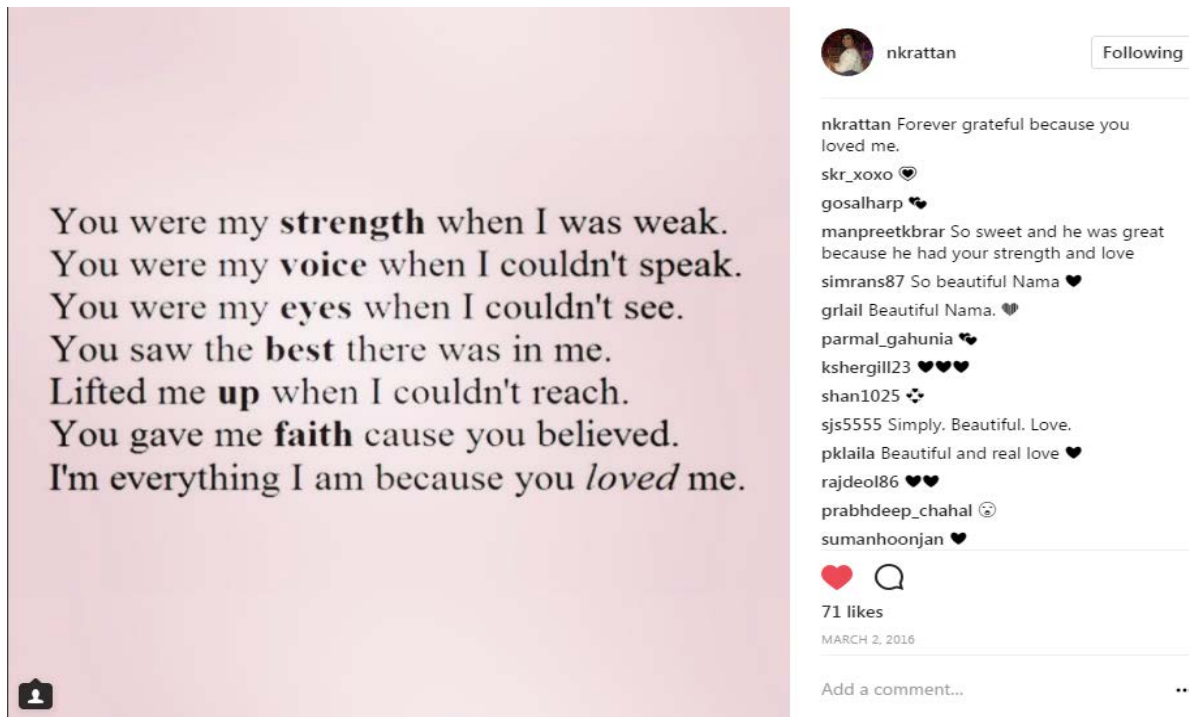 You were my strength when I was weak.
You were my voice when I couldn't speak.
You were my eyes when I couldn't see.
You saw the best there was in me.
Lifted me up when I couldn't reach.
You gave me faith cause you believed.
I'm everything I am because you loved me.
nkrattan
Following
nkrattan Forever grateful because you
loved me.
skr_xoxo 💟
gosalharp 💕
manpreetkbrar So sweet and he was great
because he had your strength and love
simrans87 So beautiful Nama ♥
grlail Beautiful Nama. 💗
parmal_gahunia 💕
kshergill23 ♥♥♥
shan1025
sjs5555 Simply. Beautiful. Love.
pklaila Beautiful and real love ♥
rajdeol86 ♥♥
prabhdeep_chahal
sumanhoonjan ♥
71 likes
MARCH 2, 2016
Add a comment...